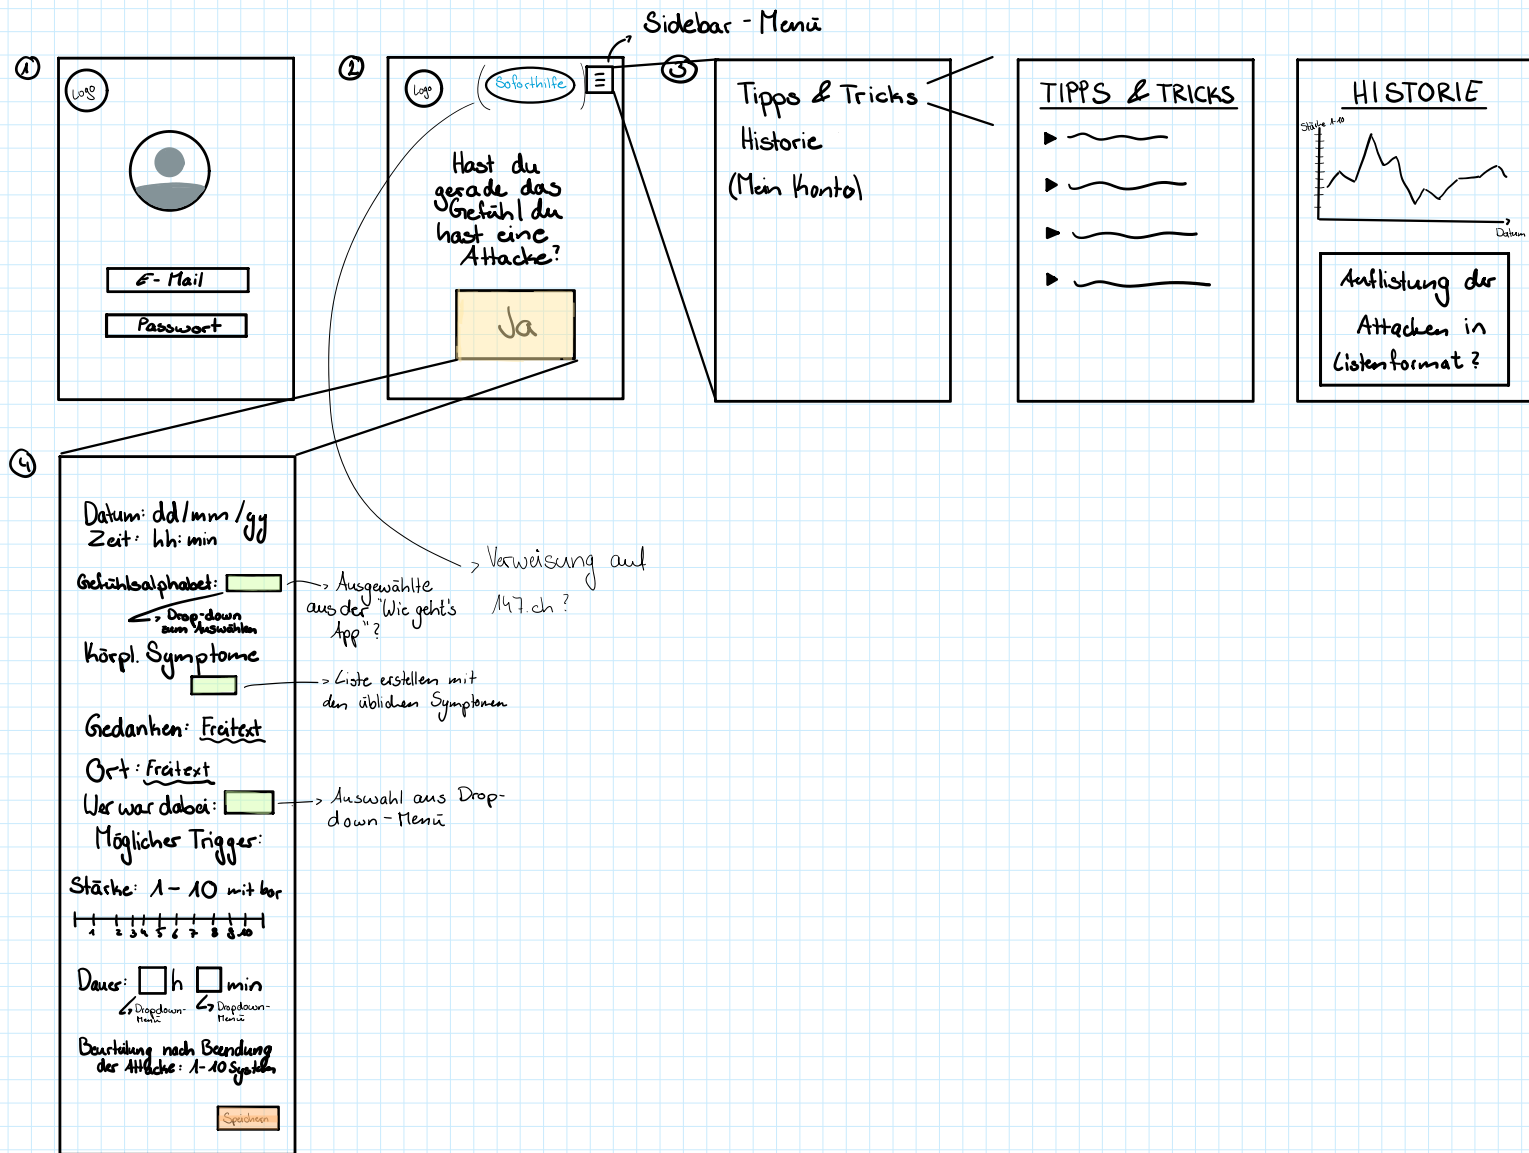 Sidebar - Menü
1
Logo
E-Mail
Passwort
2
Logo
(Soforthilfe)
Hast du
gerade das
Gefühl du
hast eine
Attacke?
Ja
3
Tipps & Tricks
Historie
(Mein Konto)
TIPPS & TRICKS
HISTORIE
Stärke 1-10
Datum
Auflistung der
Attacken in
Listenformat?
4
Datum: dd/mm/yy
Zeit: hh:min
Gefühlsalphabet:
Drop-down
zum Auswählen
Ausgewählte
aus der "Wie geht's
App"?
Verweisung auf
147.ch?
Körpl. Symptome
Liste erstellen mit
den üblichen Symptomen
Gedanken: Freitext
Ort: Freitext
Wer war dabei:
Auswahl aus Drop-
down-Menü
Möglicher Trigger:
Stärke: 1-10 mit bar
1 2 3 4 5 6 7 8 9 10
Dauer: h min
Dropdown-
Menü
Dropdown-
Menü
Beurteilung nach Beendung
der Attacke: 1-10 System
Speichern